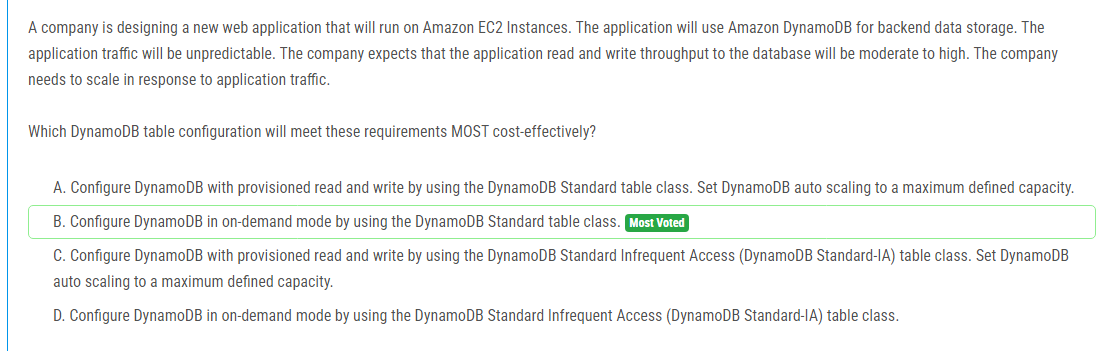 A company is designing a new web application that will run on Amazon EC2 Instances. The application will use Amazon DynamoDB for backend data storage. The
application traffic will be unpredictable. The company expects that the application read and write throughput to the database will be moderate to high. The company
needs to scale in response to application traffic.
Which DynamoDB table configuration will meet these requirements MOST cost-effectively?
A. Configure DynamoDB with provisioned read and write by using the DynamoDB Standard table class. Set DynamoDB auto scaling to a maximum defined capacity.
B. Configure DynamoDB in on-demand mode by using the DynamoDB Standard table class. Most Voted
C. Configure DynamoDB with provisioned read and write by using the DynamoDB Standard Infrequent Access (DynamoDB Standard-IA) table class. Set DynamoDB
auto scaling to a maximum defined capacity.
D. Configure DynamoDB in on-demand mode by using the DynamoDB Standard Infrequent Access (DynamoDB Standard-IA) table class.